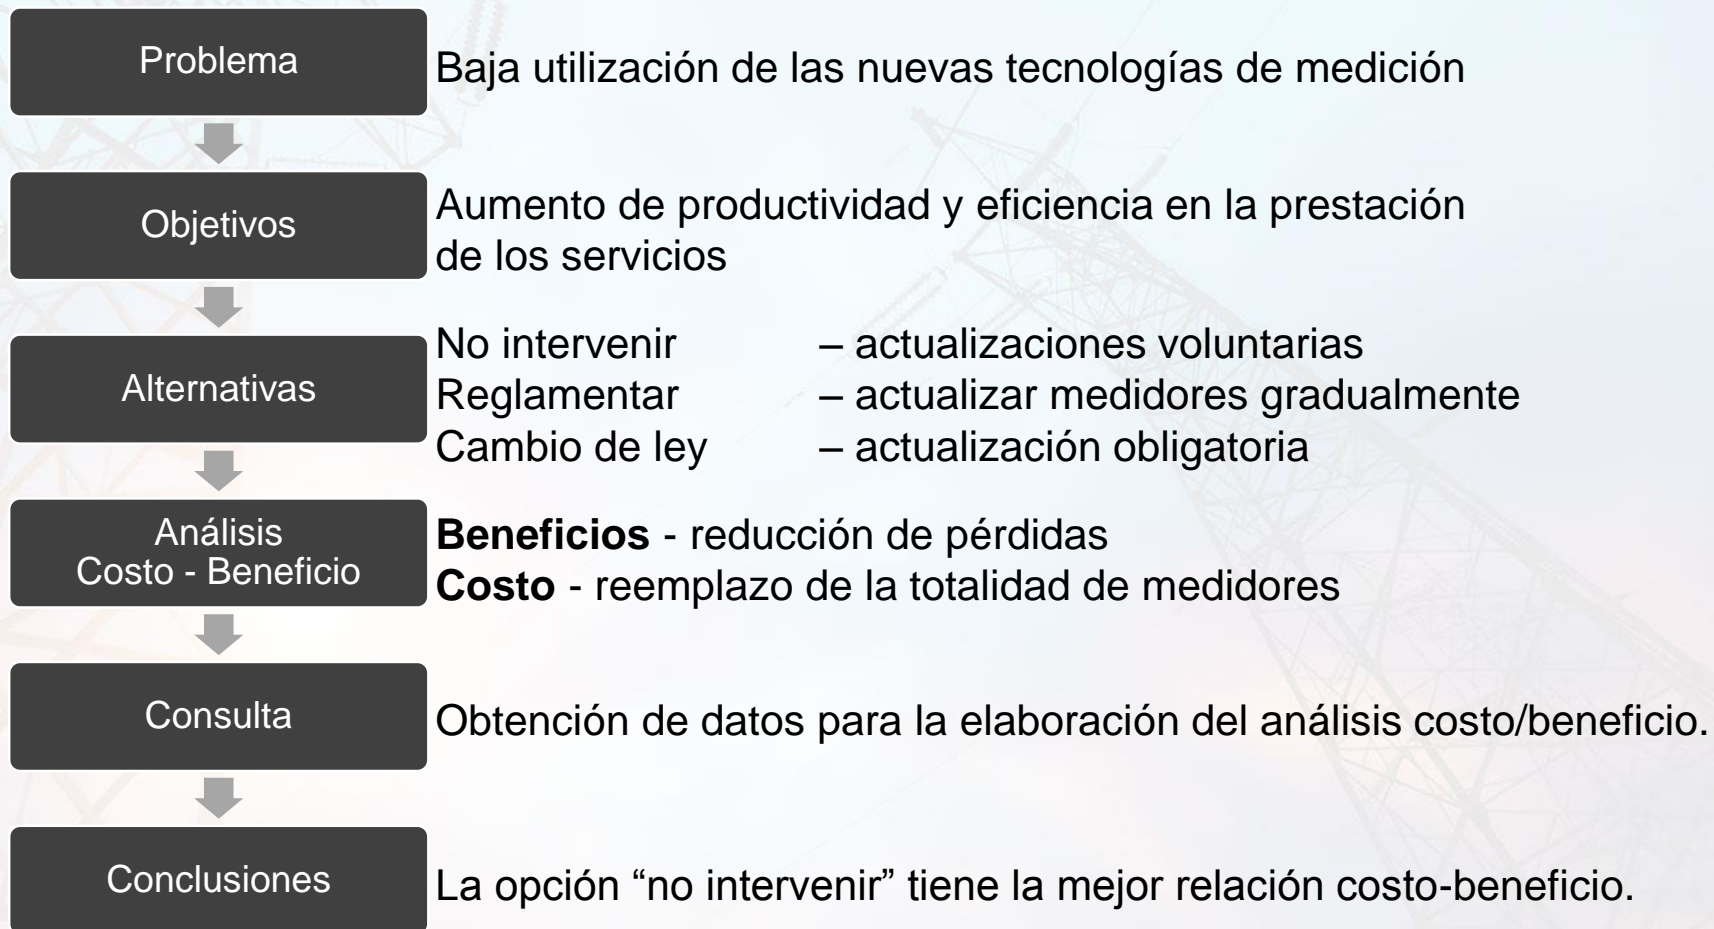 Problema
Baja utilización de las nuevas tecnologías de medición
Objetivos
Aumento de productividad y eficiencia en la prestación
de los servicios
Alternativas
No intervenir – actualizaciones voluntarias
Reglamentar – actualizar medidores gradualmente
Cambio de ley – actualización obligatoria
Análisis
Costo - Beneficio
Beneficios - reducción de pérdidas
Costo - reemplazo de la totalidad de medidores
Consulta
Obtención de datos para la elaboración del análisis costo/beneficio.
Conclusiones
La opción “no intervenir” tiene la mejor relación costo-beneficio.